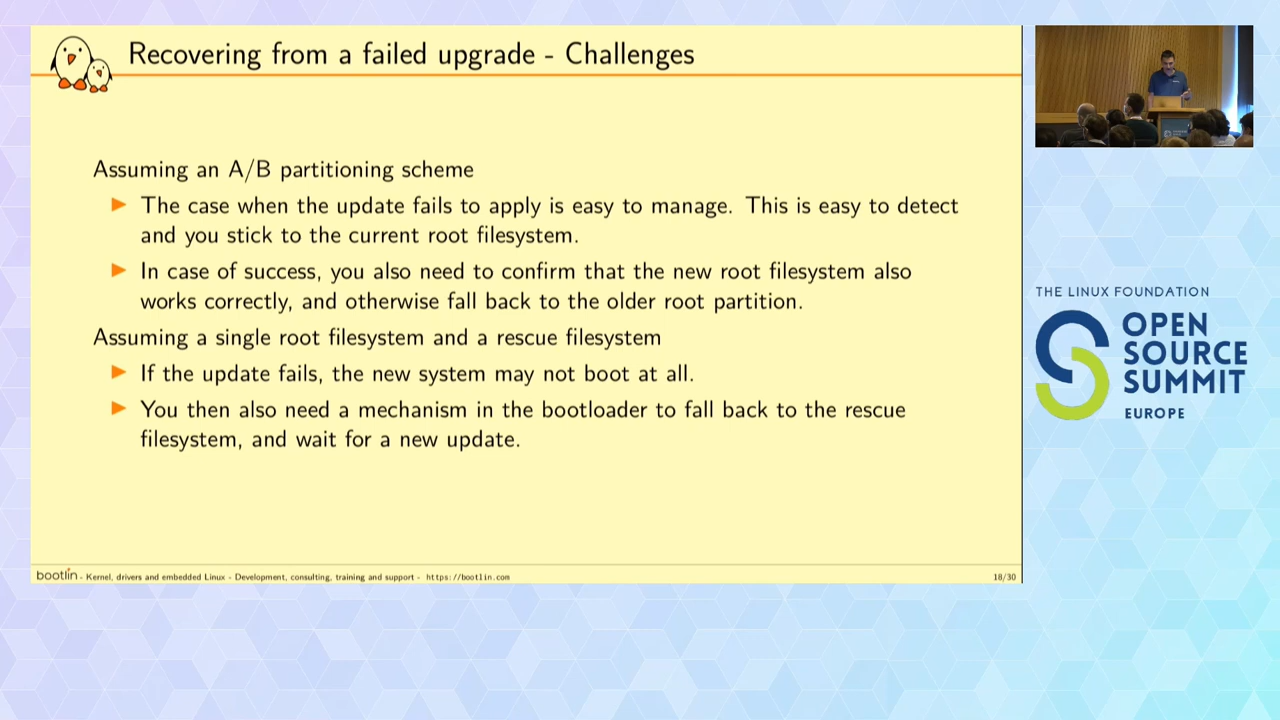 Recovering from a failed upgrade - Challenges
Assuming an A/B partitioning scheme
The case when the update fails to apply is easy to manage. This is easy to detect
and you stick to the current root filesystem.
In case of success, you also need to confirm that the new root filesystem also
works correctly, and otherwise fall back to the older root partition.
Assuming a single root filesystem and a rescue filesystem
If the update fails, the new system may not boot at all.
You then also need a mechanism in the bootloader to fall back to the rescue
filesystem, and wait for a new update.
bootlin - Kernel, drivers and embedded Linux - Development, consulting, training and support - https://bootlin.com
18/30
THE LINUX FOUNDATION
OPEN
SOURCE
SUMMIT
EUROPE